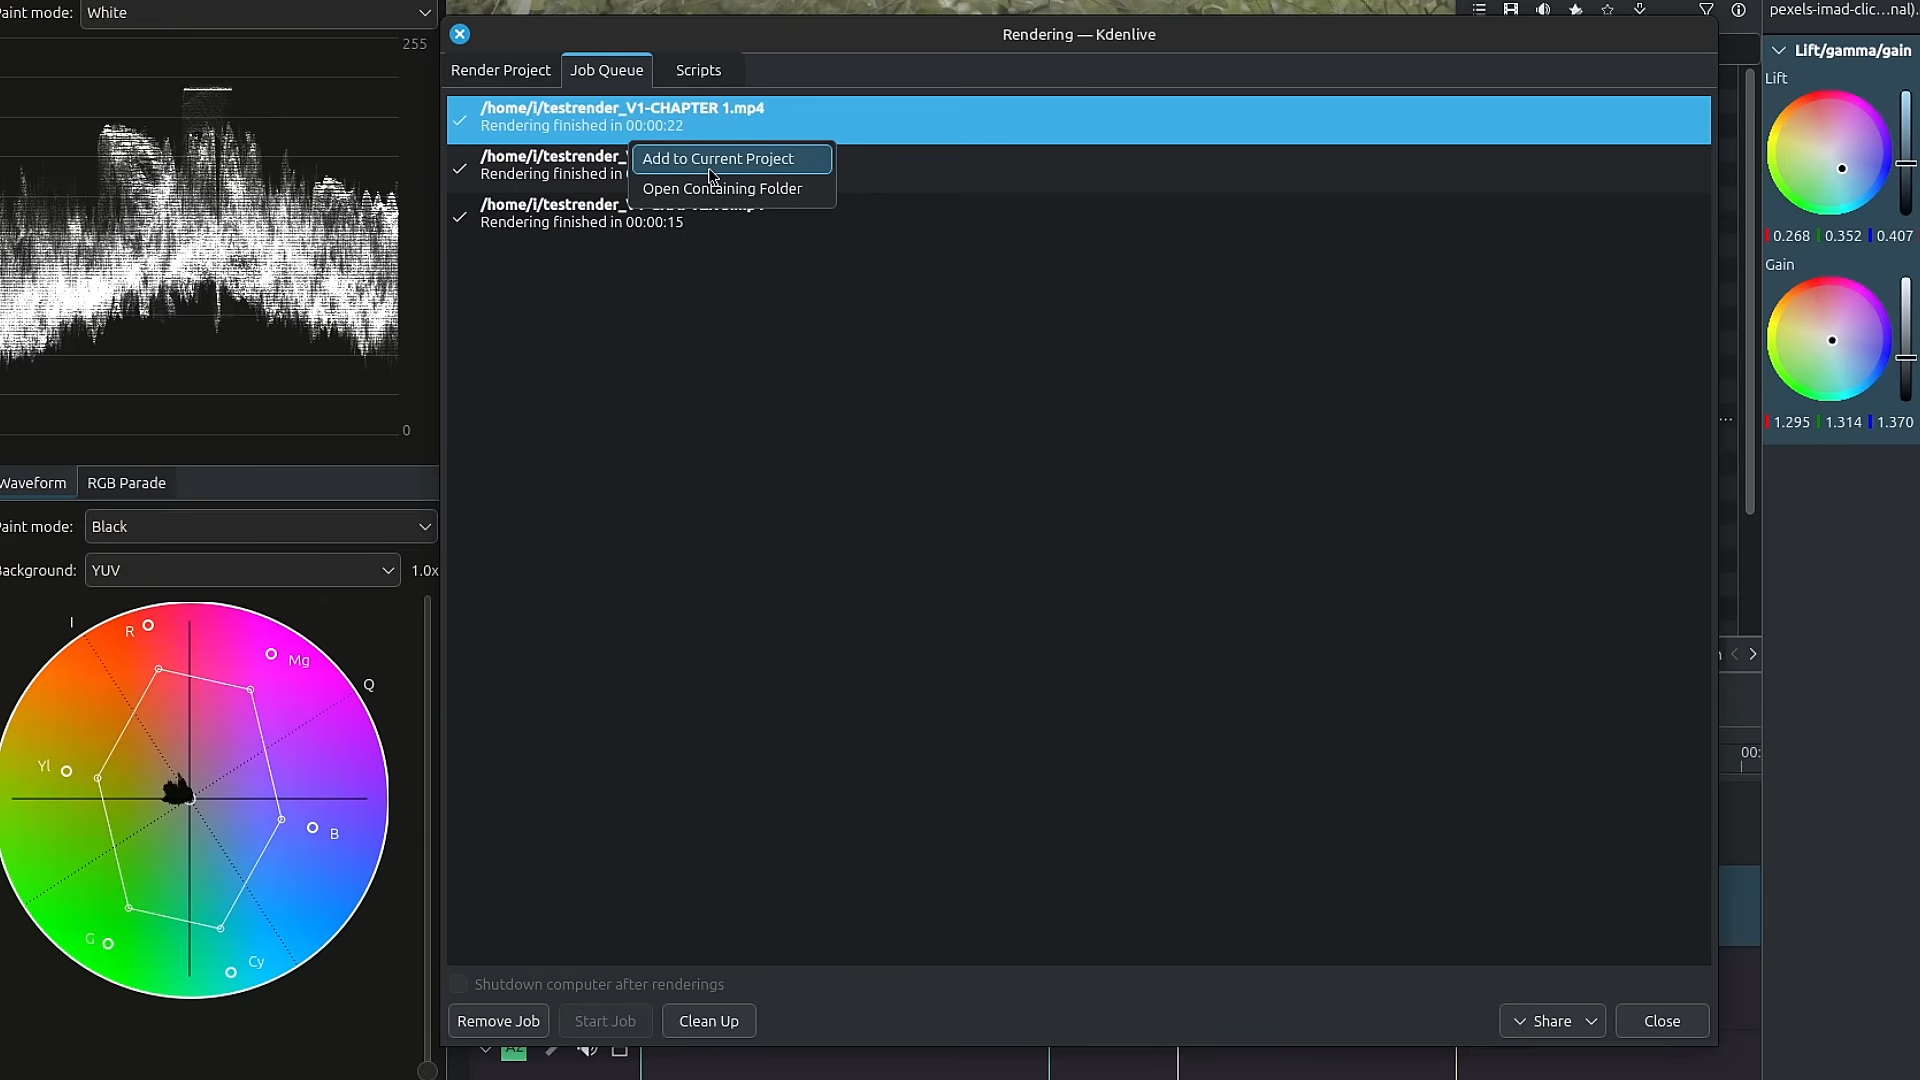 Paint mode: White
255
0
Waveform RGB Parade
Paint mode: Black
Background: YUV 1.0x
I
R
Mg
Q
Yl
B
G
Cy
Rendering — Kdenlive
Render Project Job Queue Scripts
/home/i/testrender_V1-CHAPTER 1.mp4
Rendering finished in 00:00:22
/home/i/testrender_
Rendering finished in
Add to Current Project
Open Containing Folder
/home/i/testrender_
Rendering finished in 00:00:15
Shutdown computer after renderings
Remove Job Start Job Clean Up Share Close
A2
00:
pexels-imad-clic...nal).
Lift/gamma/gain
Lift
0.268 0.352 0.407
Gain
1.295 1.314 1.370